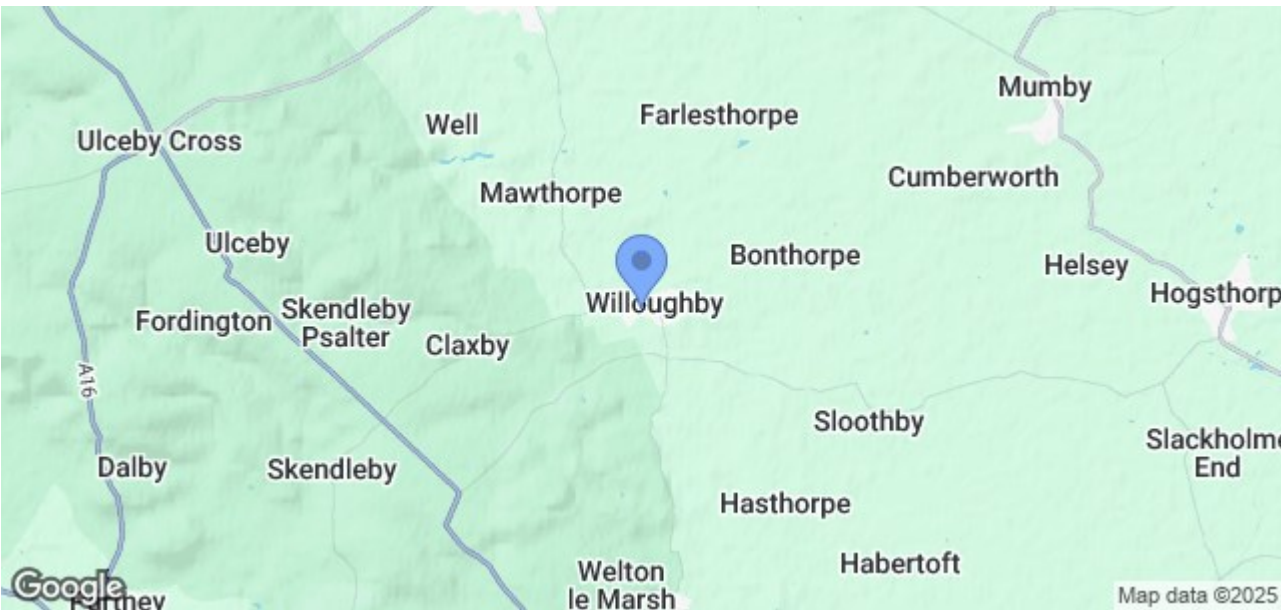 Mumby
Farlesthorpe
Well
Ulceby Cross
Cumberworth
Mawthorpe
Ulceby
Bonthorpe
Helsey
Hogsthorp
Willoughby
Skendleby
Psalter
Fordington
Claxby
A16
Sloothby
Slackholme
End
Dalby
Skendleby
Hasthorpe
Habertoft
Welton
le Marsh
Google
Partney
Map data ©2025